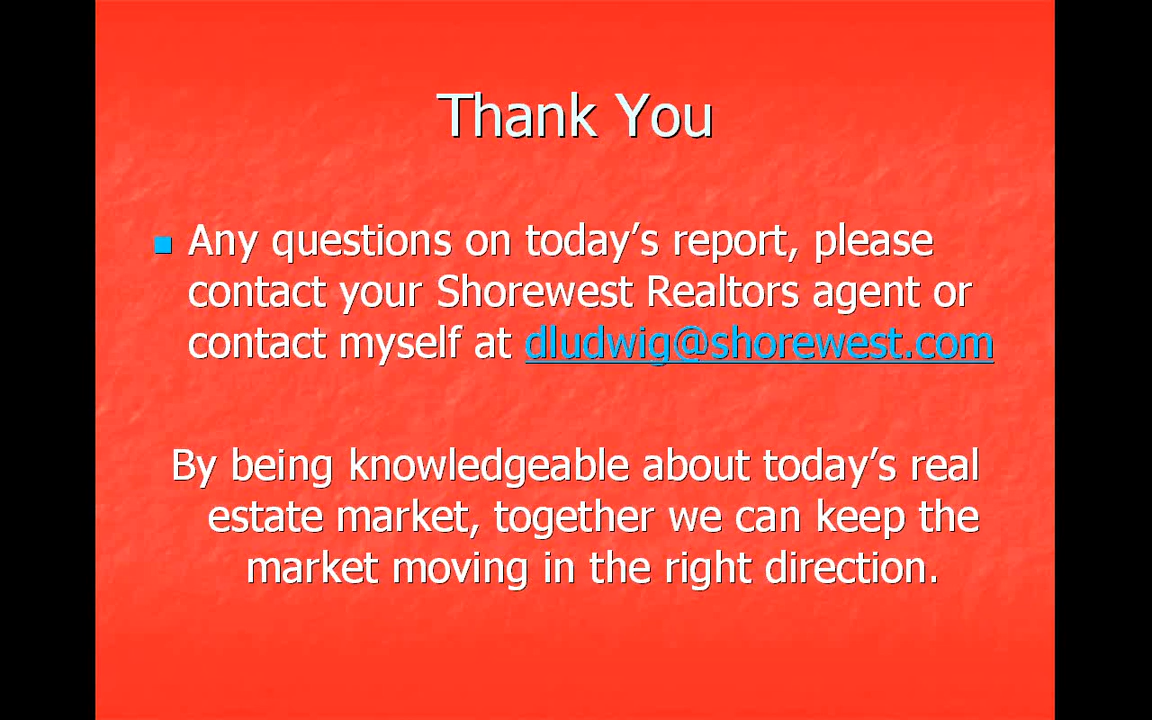 Thank You
Any questions on today’s report, please
contact your Shorewest Realtors agent or
contact myself at dludwig@shorewest.com
By being knowledgeable about today’s real
estate market, together we can keep the
market moving in the right direction.